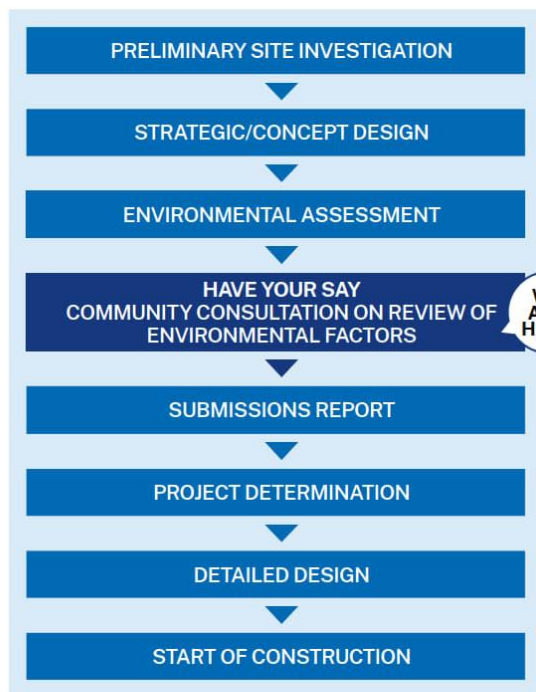 PRELIMINARY SITE INVESTIGATION
STRATEGIC/CONCEPT DESIGN
ENVIRONMENTAL ASSESSMENT
HAVE YOUR SAY
COMMUNITY CONSULTATION ON REVIEW OF
ENVIRONMENTAL FACTORS
SUBMISSIONS REPORT
PROJECT DETERMINATION
DETAILED DESIGN
START OF CONSTRUCTION